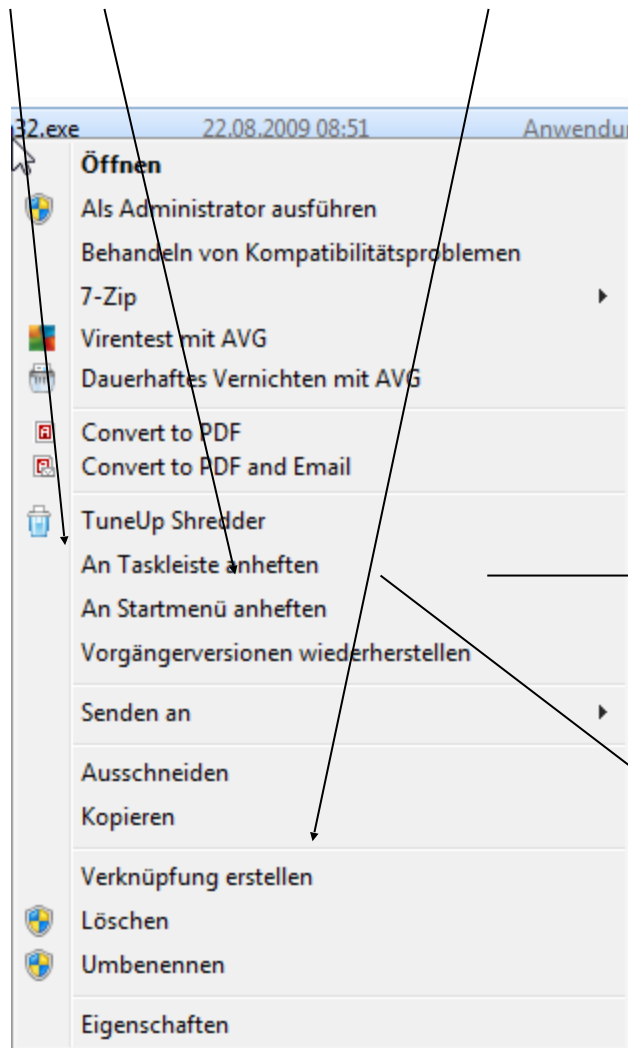 32.exe 22.08.2009 08:51 Anwendu
Öffnen
Als Administrator ausführen
Behandeln von Kompatibilitätsproblemen
7-Zip
Virentest mit AVG
Dauerhaftes Vernichten mit AVG
Convert to PDF
Convert to PDF and Email
TuneUp Shredder
An Taskleiste anheften
An Startmenü anheften
Vorgängerversionen wiederherstellen
Senden an
Ausschneiden
Kopieren
Verknüpfung erstellen
Löschen
Umbenennen
Eigenschaften